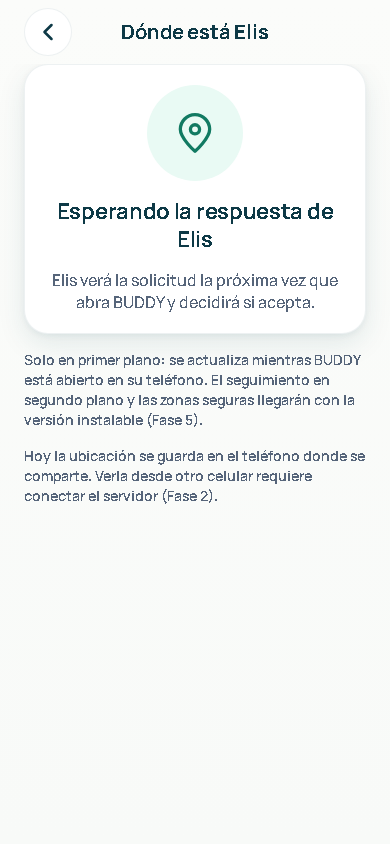 Dónde está Elis
Esperando la respuesta de
Elis
Elis verá la solicitud la próxima vez que
abra BUDDY y decidirá si acepta.
Solo en primer plano: se actualiza mientras BUDDY
está abierto en su teléfono. El seguimiento en
segundo plano y las zonas seguras llegarán con la
versión instalable (Fase 5).
Hoy la ubicación se guarda en el teléfono donde se
comparte. Verla desde otro celular requiere
conectar el servidor (Fase 2).